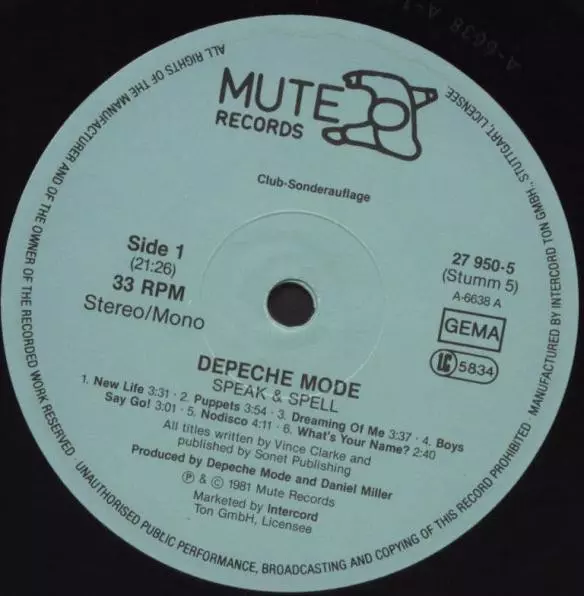 MUTE
RECORDS
Club-Sonderauflage
Side 1
(21:26)
33 RPM
Stereo/Mono
27 950-5
(Stumm 5)
A-6638 A
GEMA
LC 5834
DEPECHE MODE
SPEAK & SPELL
1. New Life 3:31 · 2. Puppets 3:54 · 3. Dreaming Of Me 3:37 · 4. Boys
Say Go! 3:01 · 5. Nodisco 4:11 · 6. What's Your Name? 2:40
All titles written by Vince Clarke and
published by Sonet Publishing
Produced by Depeche Mode and Daniel Miller
Ⓟ & © 1981 Mute Records
Marketed by Intercord
Ton GmbH, Licensee
ALL RIGHTS OF THE MANUFACTURER AND OF THE OWNER OF THE RECORDED WORK RESERVED · UNAUTHORISED PUBLIC PERFORMANCE, BROADCASTING AND COPYING OF THIS RECORD PROHIBITED · MANUFACTURED BY INTERCORD TON GMBH., STUTTGART, LICENSEE.
A-6638 A-1